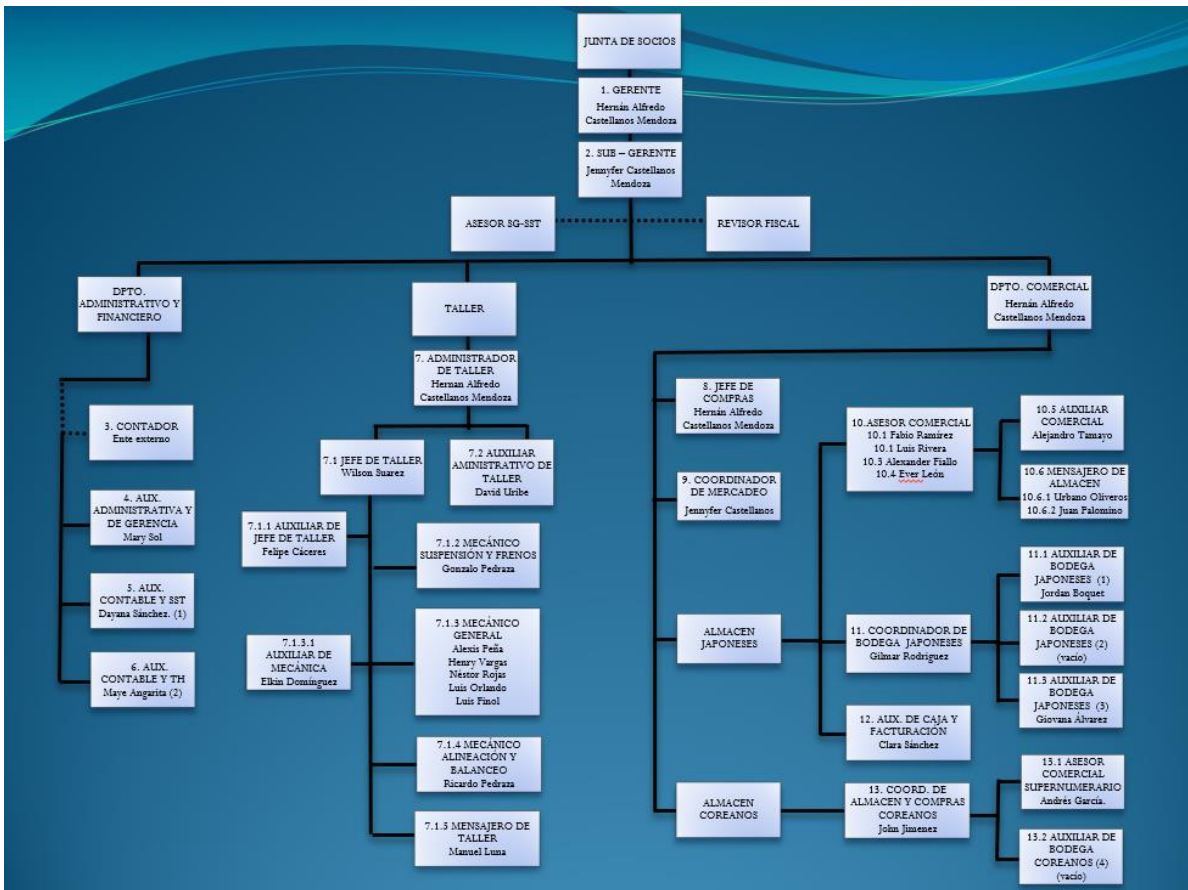 JUNTA DE SOCIOS
1. GERENTE
Hernán Alfredo
Castellanos Mendoza
2. SUB – GERENTE
Jennyfer Castellanos
Mendoza
ASESOR SG-SST
REVISOR FISCAL
DPTO.
ADMINISTRATIVO Y
FINANCIERO
TALLER
DPTO. COMERCIAL
Hernán Alfredo
Castellanos Mendoza
3. CONTADOR
Ente externo
4. AUX.
ADMINISTRATIVA Y
DE GERENCIA
Mary Sol
5. AUX.
CONTABLE Y SST
Dayana Sánchez. (1)
6. AUX.
CONTABLE Y TH
Maye Angarita (2)
7. ADMINISTRADOR
DE TALLER
Hernan Alfredo
Castellanos Mendoza
7.1 JEFE DE TALLER
Wilson Suarez
7.2 AUXILIAR
AMINISTRATIVO DE
TALLER
David Uribe
7.1.1 AUXILIAR DE
JEFE DE TALLER
Felipe Cáceres
7.1.2 MECÁNICO
SUSPENSIÓN Y FRENOS
Gonzalo Pedraza
7.1.3 MECÁNICO
GENERAL
Alexis Peña
Henry Vargas
Néstor Rojas
Luis Orlando
Luis Finol
7.1.3.1
AUXILIAR DE
MECÁNICA
Elkin Domínguez
7.1.4 MECÁNICO
ALINEACIÓN Y
BALANCEO
Ricardo Pedraza
7.1.5 MENSAJERO DE
TALLER
Manuel Luna
8. JEFE DE
COMPRAS
Hernán Alfredo
Castellanos Mendoza
9. COORDINADOR
DE MERCADEO
Jennyfer Castellanos
ALMACEN
JAPONESES
ALMACEN
COREANOS
10.ASESOR COMERCIAL
10.1 Fabio Ramírez
10.1 Luis Rivera
10.3 Alexander Fiallo
10.4 Ever León
10.5 AUXILIAR
COMERCIAL
Alejandro Tamayo
10.6 MENSAJERO DE
ALMACEN
10.6.1 Urbano Oliveros
10.6.2 Juan Palomino
11. COORDINADOR DE
BODEGA JAPONESES
Gilmar Rodriguez
11.1 AUXILIAR DE
BODEGA
JAPONESES (1)
Jordan Boquet
11.2 AUXILIAR DE
BODEGA
JAPONESES (2)
(vacío)
11.3 AUXILIAR DE
BODEGA
JAPONESES (3)
Giovana Álvarez
12. AUX. DE CAJA Y
FACTURACIÓN
Clara Sánchez
13. COORD. DE
ALMACEN Y COMPRAS
COREANOS
John Jimenez
13.1 ASESOR
COMERCIAL
SUPERNUMERARIO
Andrés García.
13.2 AUXILIAR DE
BODEGA
COREANOS (4)
(vacío)